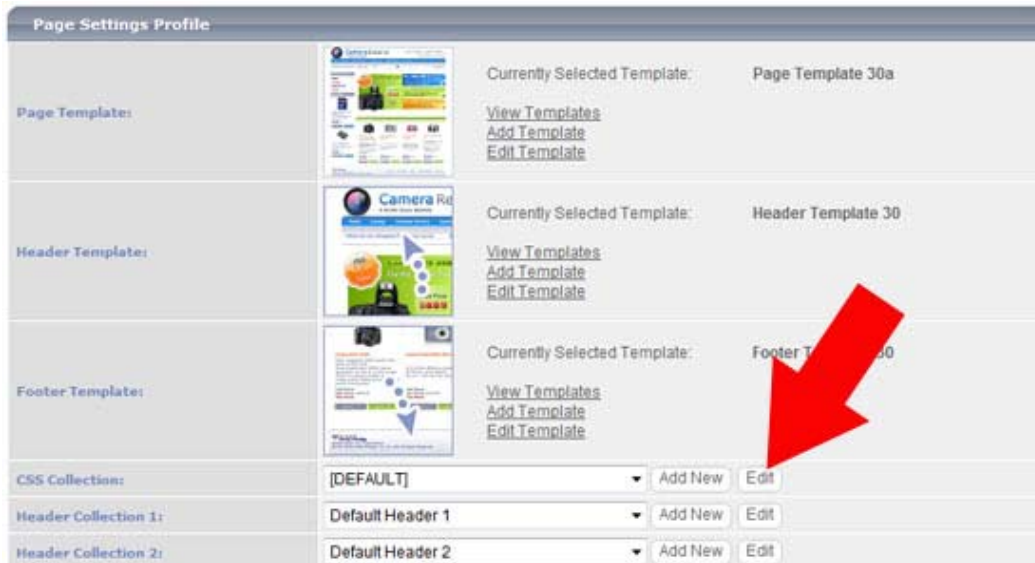 Page Settings Profile
Page Template:
Currently Selected Template: Page Template 30a
View Templates
Add Template
Edit Template
Header Template:
Camera Re
Currently Selected Template: Header Template 30
View Templates
Add Template
Edit Template
Footer Template:
Currently Selected Template: Footer T 30
View Templates
Add Template
Edit Template
CSS Collection: [DEFAULT] Add New Edit
Header Collection 1: Default Header 1 Add New Edit
Header Collection 2: Default Header 2 Add New Edit